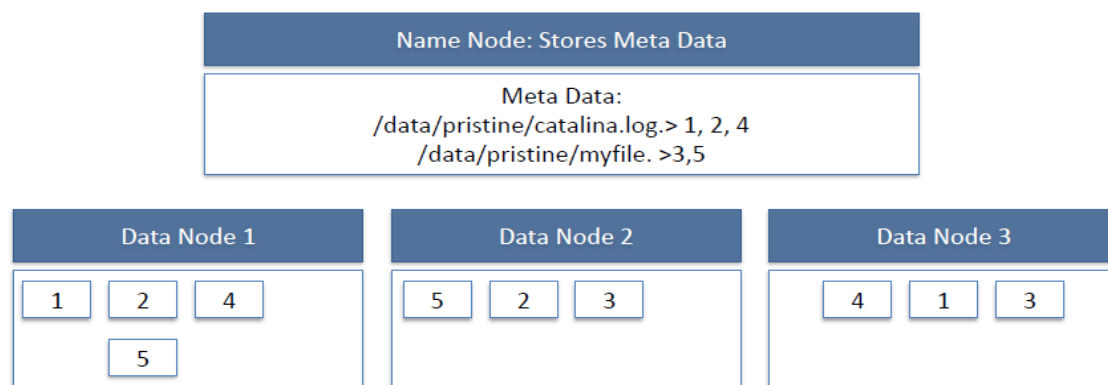 Name Node: Stores Meta Data
Meta Data:
/data/pristine/catalina.log.> 1, 2, 4
/data/pristine/myfile. >3,5
Data Node 1
1 2 4
5
Data Node 2
5 2 3
Data Node 3
4 1 3